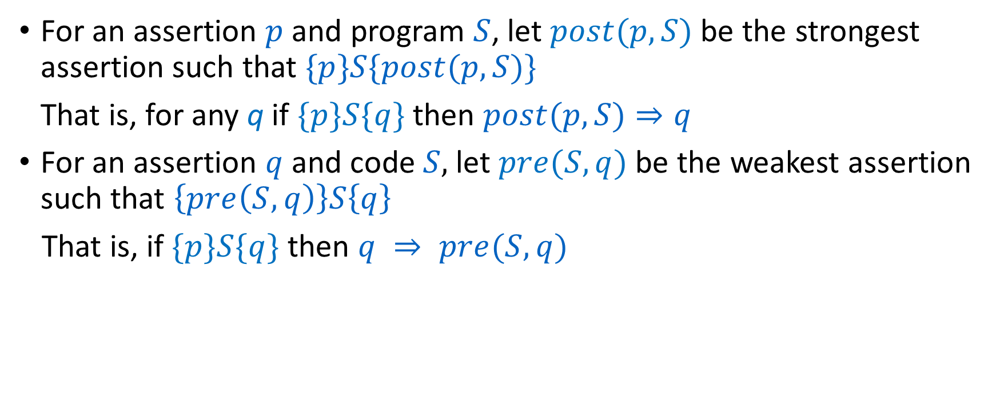 • For an assertion p and program S, let post(p, S) be the strongest
assertion such that {p}S{post(p, S)}
That is, for any q if {p}S{q} then post(p, S) ⇒ q
• For an assertion q and code S, let pre(S, q) be the weakest assertion
such that {pre(S, q)}S{q}
That is, if {p}S{q} then q ⇒ pre(S, q)